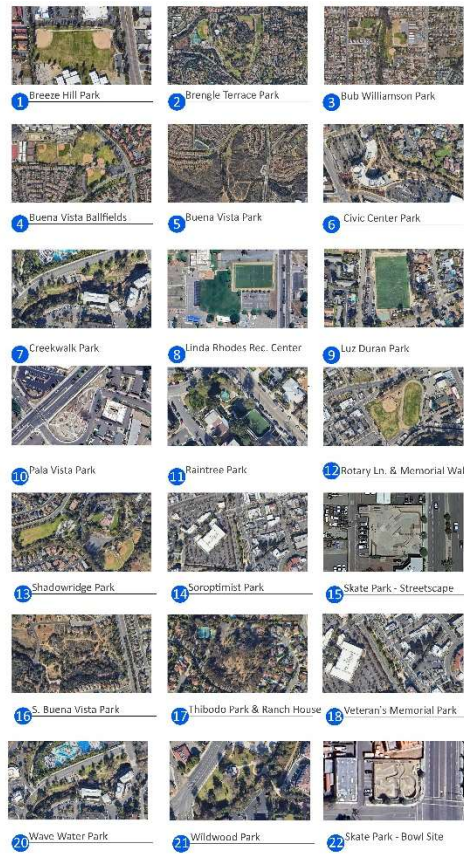 1 Breeze Hill Park
2 Brengle Terrace Park
3 Bub Williamson Park
4 Buena Vista Ballfields
5 Buena Vista Park
6 Civic Center Park
7 Creekwalk Park
8 Linda Rhodes Rec. Center
9 Luz Duran Park
10 Pala Vista Park
11 Raintree Park
12 Rotary Ln. & Memorial Wal
13 Shadowridge Park
14 Soroptimist Park
15 Skate Park - Streetscape
16 S. Buena Vista Park
17 Thibodo Park & Ranch House
18 Veteran's Memorial Park
20 Wave Water Park
21 Wildwood Park
22 Skate Park - Bowl Site